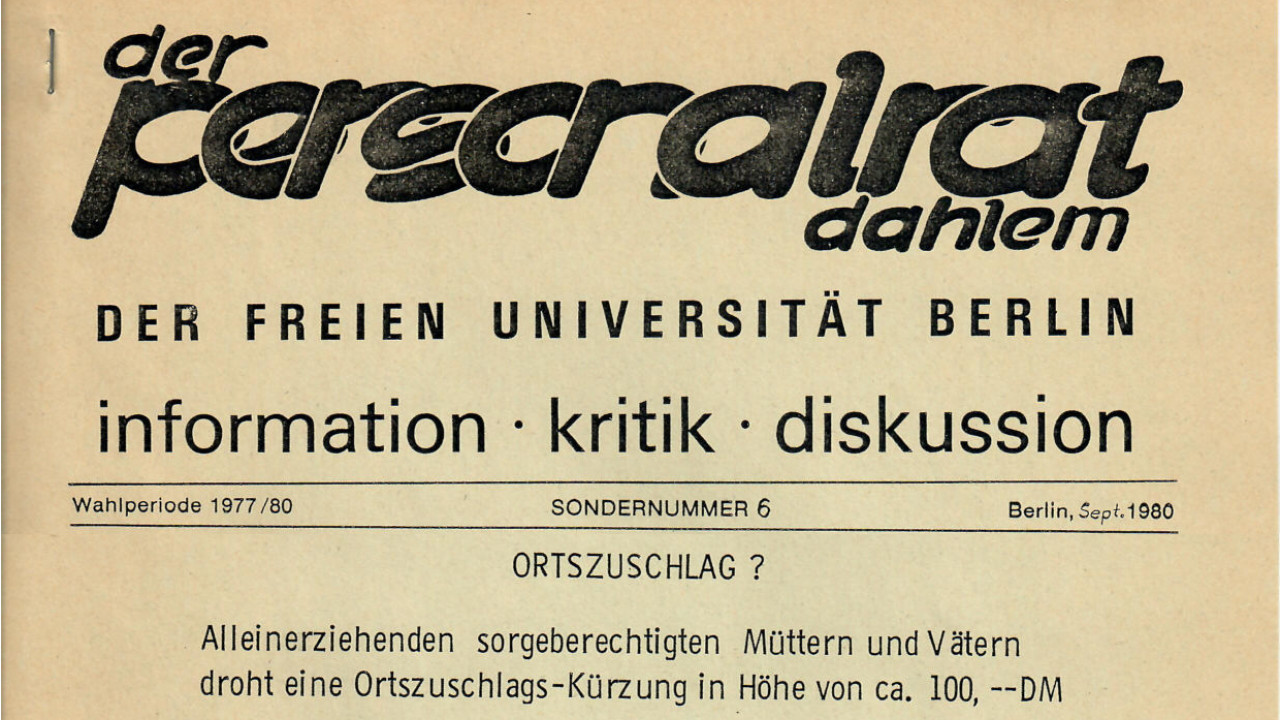 der
personalrat
dahlem
DER FREIEN UNIVERSITÄT BERLIN
information · kritik · diskussion
Wahlperiode 1977/80 SONDERNUMMER 6 Berlin, Sept. 1980
ORTSZUSCHLAG ?
Alleinerziehenden sorgeberechtigten Müttern und Vätern
droht eine Ortszuschlags-Kürzung in Höhe von ca. 100, --DM